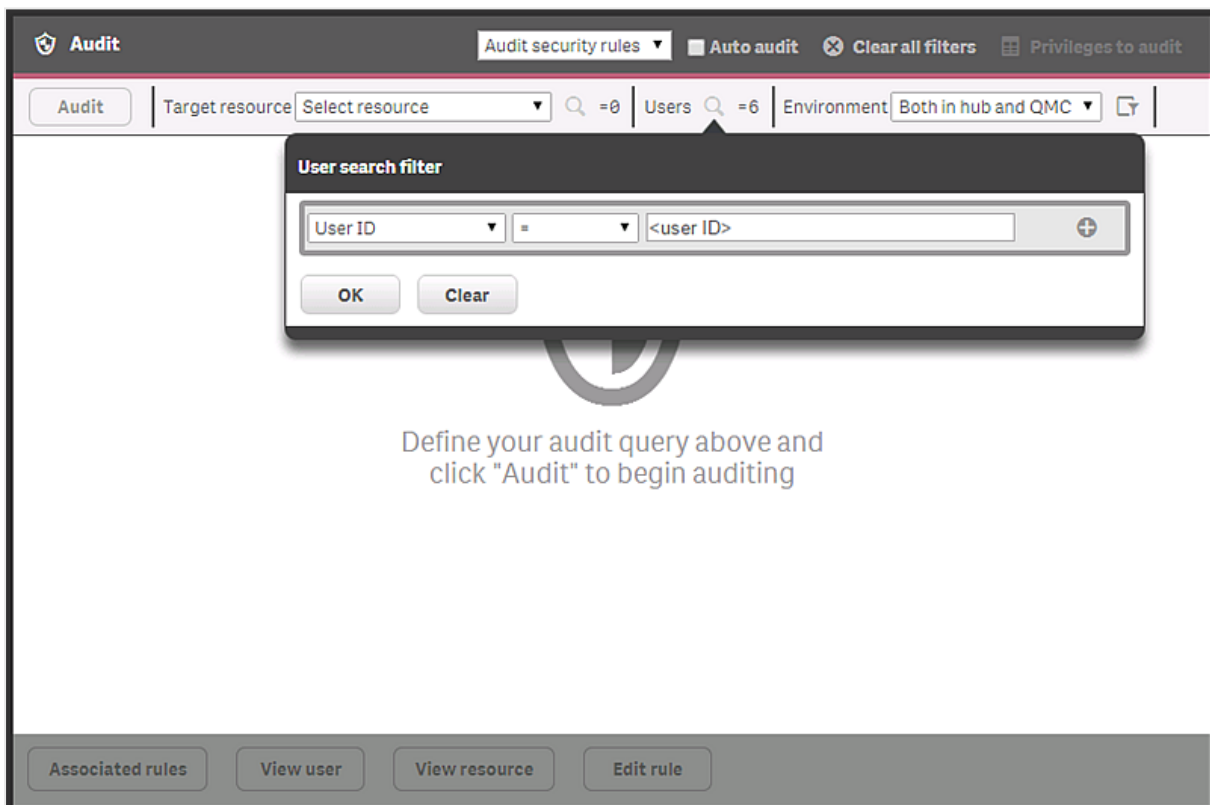 Audit Audit security rules ▼ Auto audit Clear all filters Privileges to audit
Audit Target resource Select resource ▼ =0 Users =6 Environment Both in hub and QMC ▼
User search filter
User ID ▼ = ▼ <user ID>
OK Clear
Define your audit query above and
click "Audit" to begin auditing
Associated rules View user View resource Edit rule